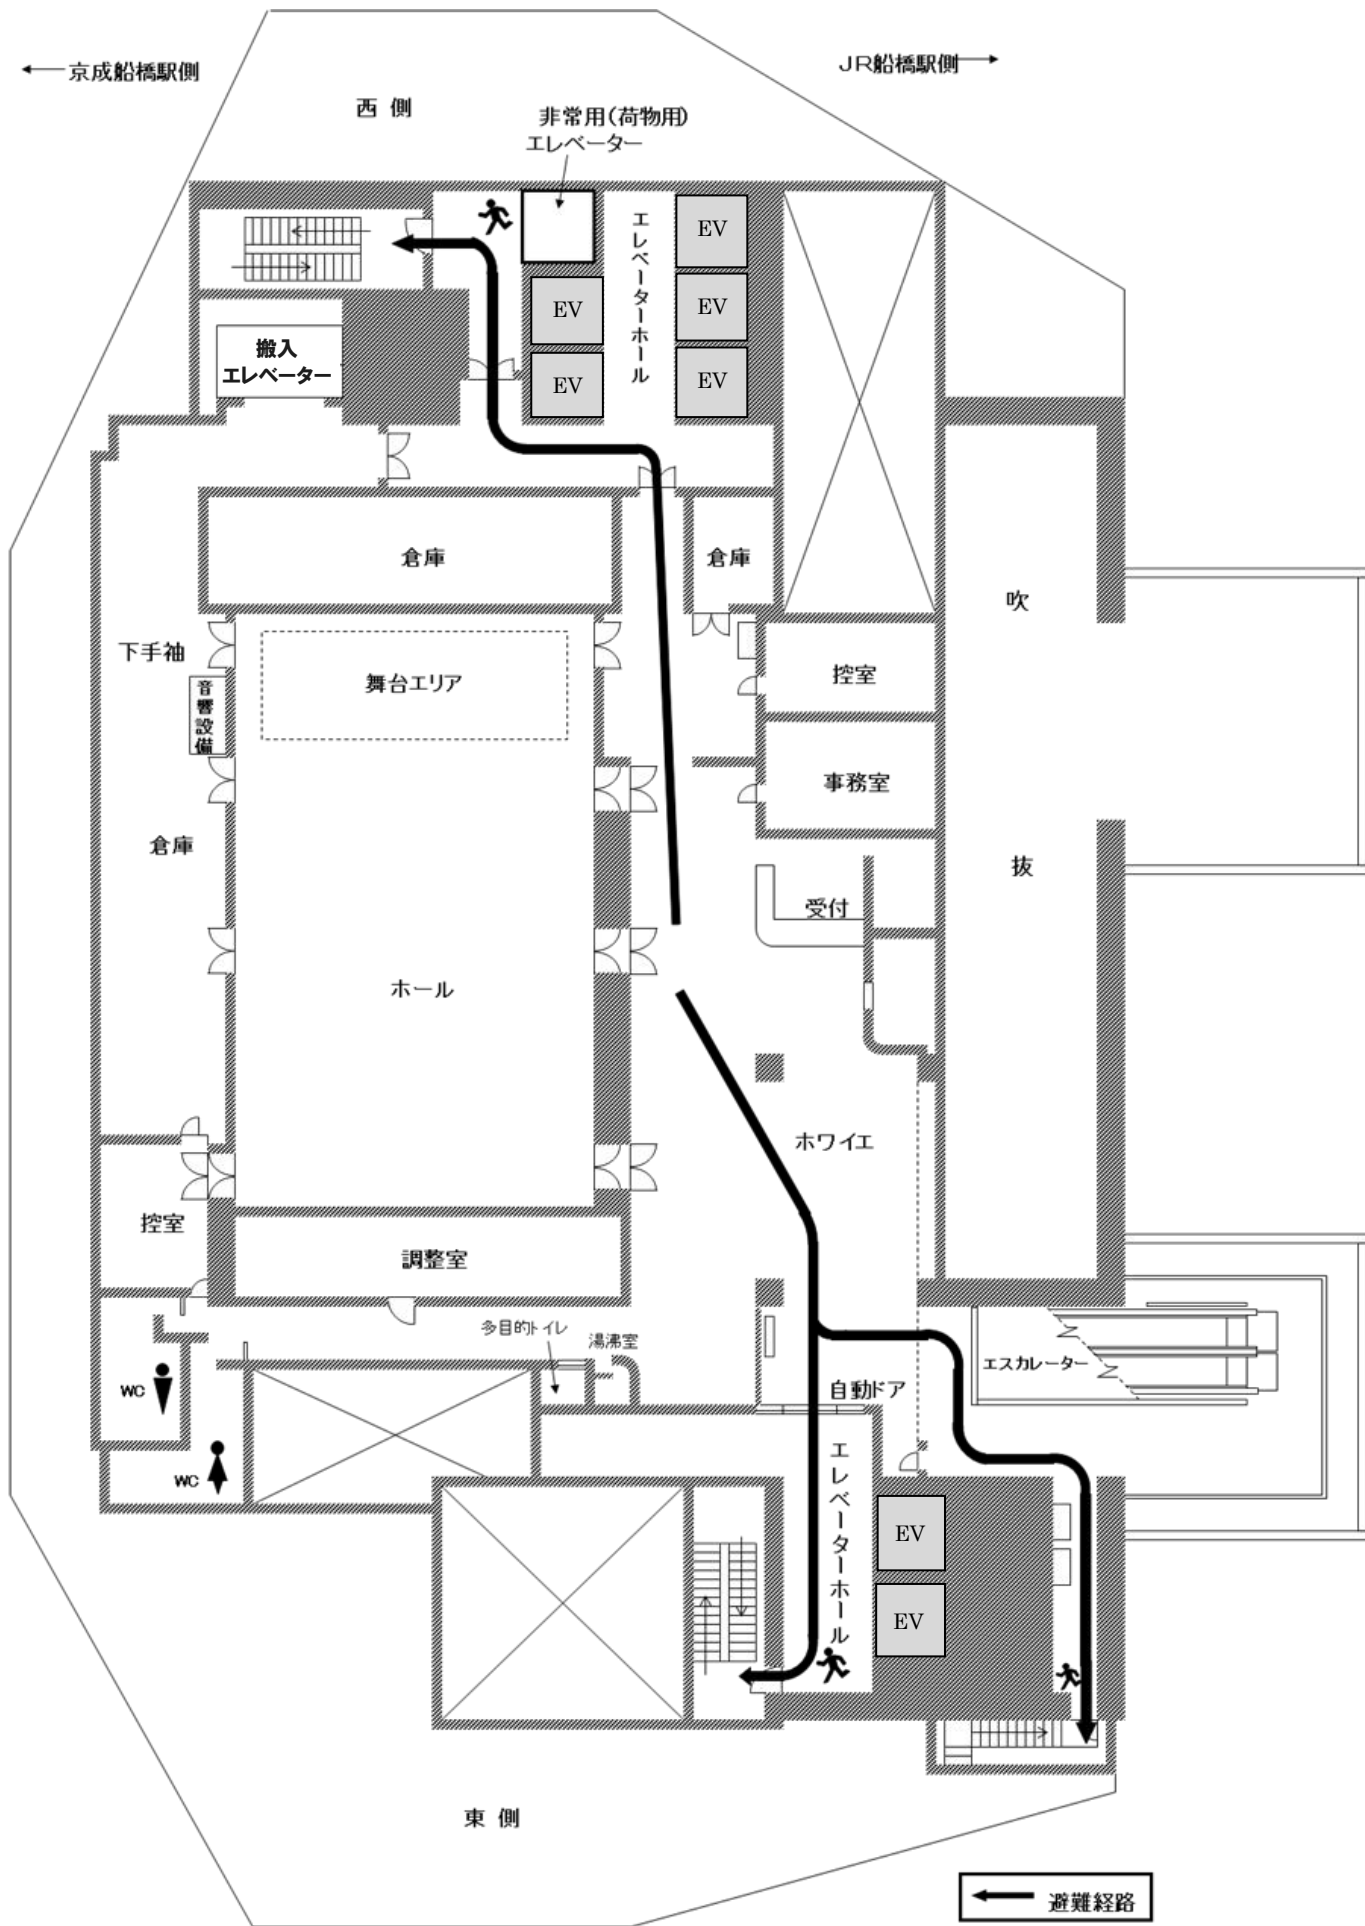 京成船橋駅側
JR船橋駅側
西 側
非常用(荷物用)
エレベーター
エレベーターホール
EV
EV
EV
EV
EV
搬入
エレベーター
倉庫
倉庫
吹
抜
下手袖
舞台エリア
控室
音響設備
事務室
倉庫
受付
ホール
ホワイエ
控室
調整室
多目的トイレ
湯沸室
エスカレーター
WC
自動ドア
WC
エレベーターホール
EV
EV
東 側
避難経路